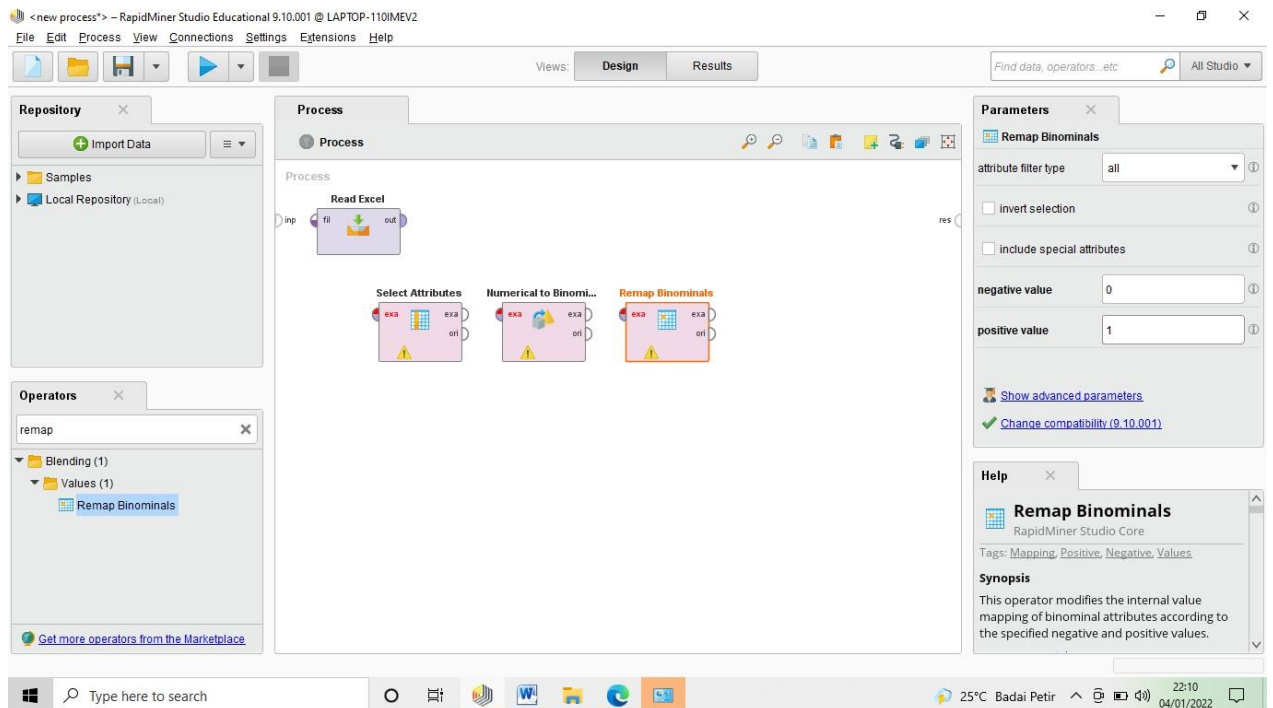 <new process*> – RapidMiner Studio Educational 9.10.001 @ LAPTOP-110IMEV2
File Edit Process View Connections Settings Extensions Help
Views: Design Results
Find data, operators...etc All Studio
Repository
Import Data
Samples
Local Repository (Local)
Operators
remap
Blending (1)
Values (1)
Remap Binominals
Get more operators from the Marketplace
Process
Process
Process
Read Excel
inp fil out res
Select Attributes Numerical to Binomi... Remap Binominals
exa exa exa exa exa exa
ori ori ori
Parameters
Remap Binominals
attribute filter type all
invert selection
include special attributes
negative value 0
positive value 1
Show advanced parameters
Change compatibility (9.10.001)
Help
Remap Binominals
RapidMiner Studio Core
Tags: Mapping, Positive, Negative, Values
Synopsis
This operator modifies the internal value
mapping of binominal attributes according to
the specified negative and positive values.
Type here to search
25°C Badai Petir
22:10
04/01/2022